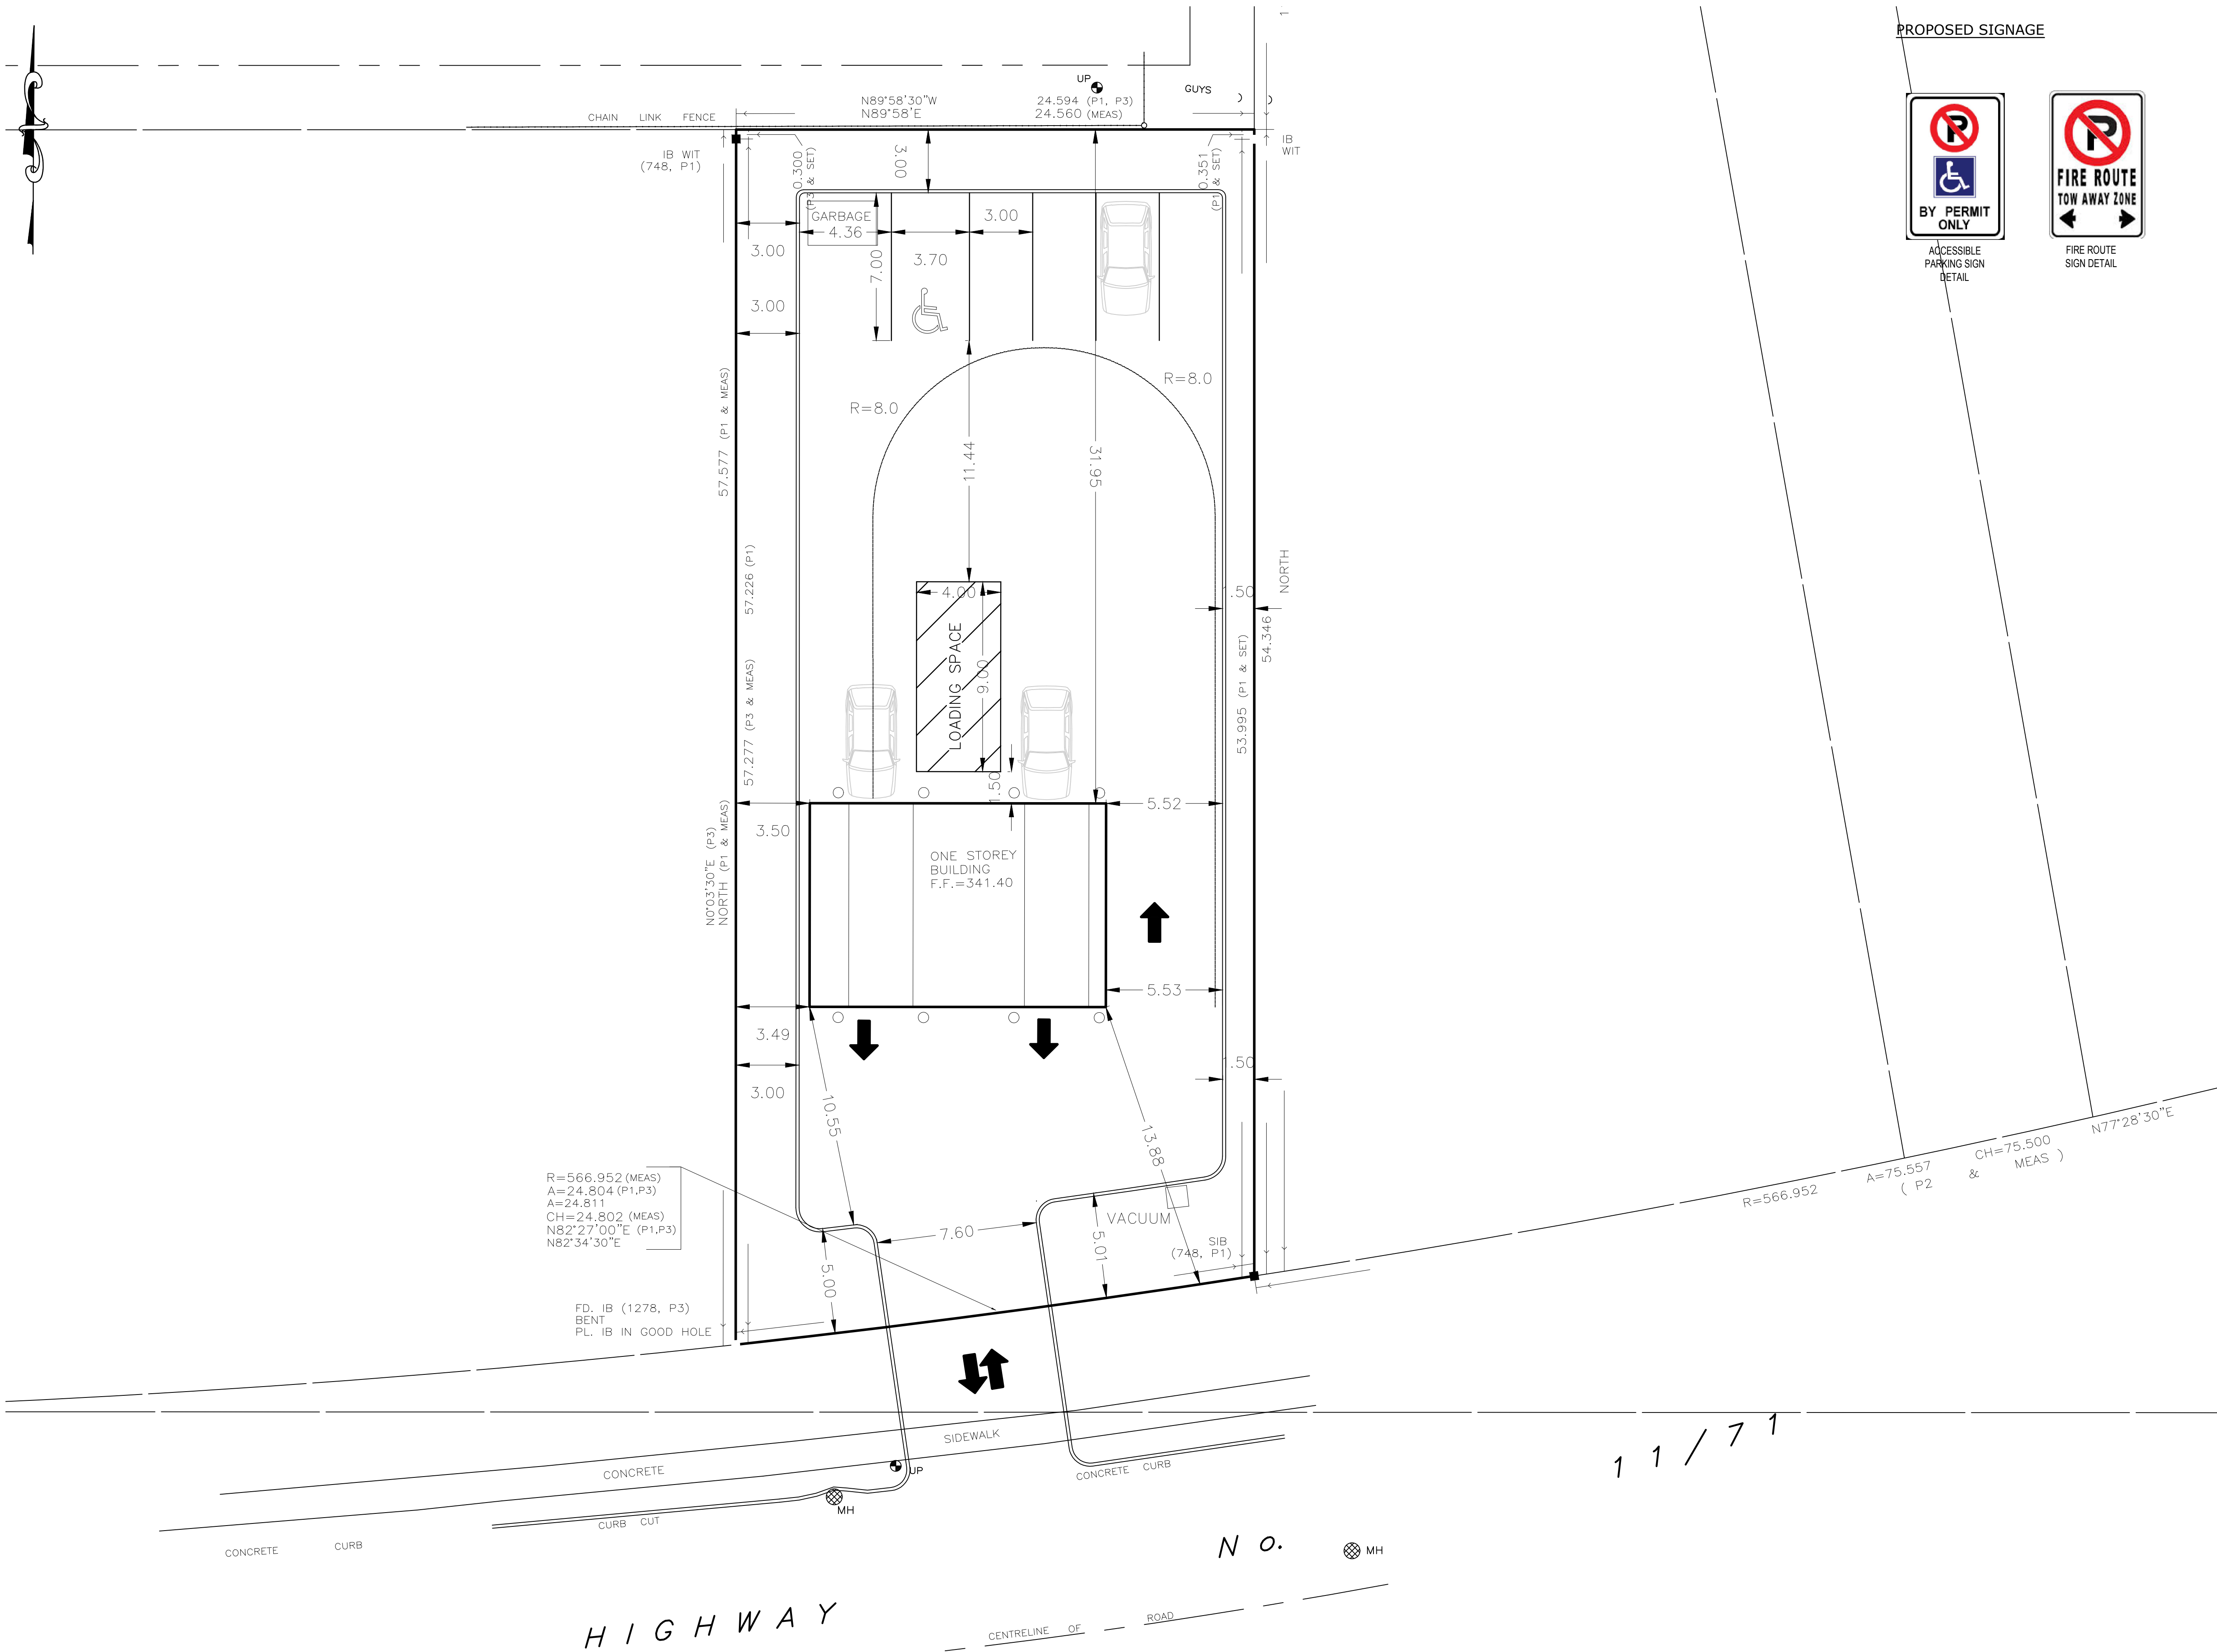 PROPOSED SIGNAGE
P
BY PERMIT
ONLY
ACCESSIBLE
PARKING SIGN
DETAIL
P
FIRE ROUTE
TOW AWAY ZONE
FIRE ROUTE
SIGN DETAIL
UP
GUYS
N89°58'30"W
24.594 (P1, P3)
N89°58'E
24.560 (MEAS)
CHAIN LINK FENCE
IB WIT
(748, P1)
IB
WIT
0.300
(P3 & SET)
3.00
0.351
(P1 & SET)
GARBAGE
4.36
3.00
3.00
7.00
3.70
3.00
R=8.0
R=8.0
57.577 (P1 & MEAS)
11.44
31.95
57.226 (P1)
NORTH
1.50
4.00
54.346
LOADING SPACE
9.00
53.995 (P1 & SET)
57.277 (P3 & MEAS)
1.50
5.52
3.50
N0°03'30"E (P3)
NORTH (P1 & MEAS)
ONE STOREY
BUILDING
F.F.=341.40
5.53
3.49
1.50
3.00
10.55
13.88
R=566.952 (MEAS)
A=24.804 (P1,P3)
A=24.811
CH=24.802 (MEAS)
N82°27'00"E (P1,P3)
N82°34'30"E
7.60
VACUUM
5.01
5.00
SIB
(748, P1)
N77°28'30"E
R=566.952
A=75.557
CH=75.500
( P2 & MEAS )
FD. IB (1278, P3)
BENT
PL. IB IN GOOD HOLE
CONCRETE
SIDEWALK
UP
MH
CURB CUT
CONCRETE CURB
CONCRETE CURB
MH
HIGHWAY No. 11/71
CENTRELINE OF ROAD